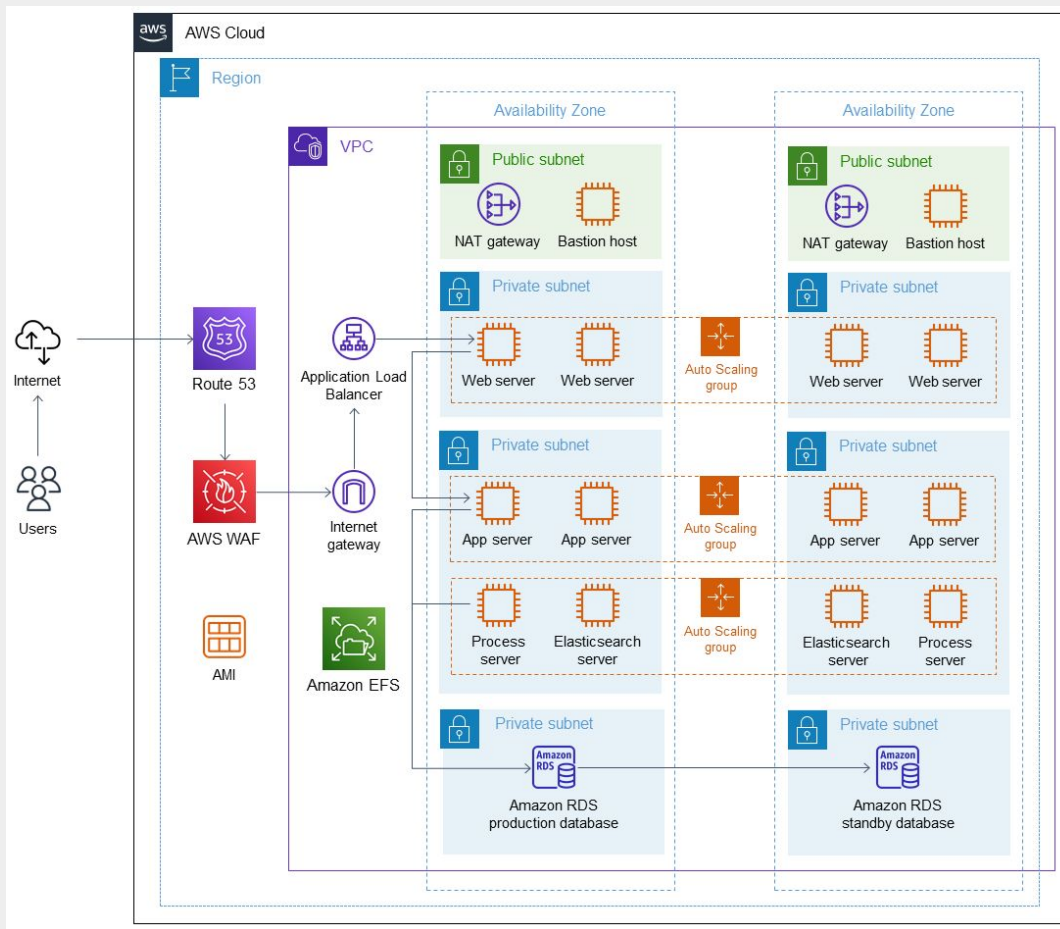 aws
AWS Cloud
Region
Availability Zone
Availability Zone
VPC
Public subnet
Public subnet
NAT gateway
Bastion host
NAT gateway
Bastion host
Private subnet
Private subnet
Internet
53
Route 53
Application Load
Balancer
Web server
Web server
Auto Scaling
group
Web server
Web server
Private subnet
Private subnet
Users
AWS WAF
Internet
gateway
App server
App server
Auto Scaling
group
App server
App server
AMI
Amazon EFS
Process
server
Elasticsearch
server
Auto Scaling
group
Elasticsearch
server
Process
server
Private subnet
Private subnet
Amazon
RDS
Amazon
RDS
Amazon RDS
production database
Amazon RDS
standby database